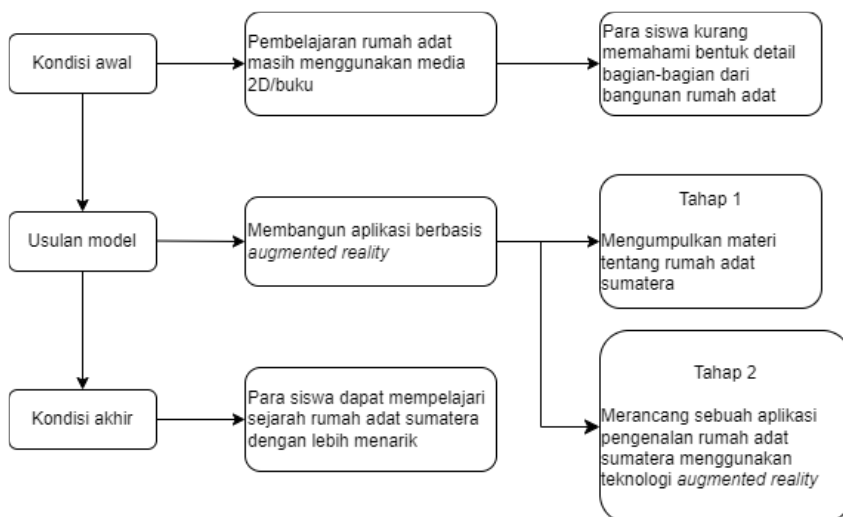 Kondisi awal
Pembelajaran rumah adat
masih menggunakan media
2D/buku
Para siswa kurang
memahami bentuk detail
bagian-bagian dari
bangunan rumah adat
Usulan model
Membangun aplikasi berbasis
augmented reality
Tahap 1
Mengumpulkan materi
tentang rumah adat
sumatera
Tahap 2
Merancang sebuah aplikasi
pengenalan rumah adat
sumatera menggunakan
teknologi augmented reality
Kondisi akhir
Para siswa dapat mempelajari
sejarah rumah adat sumatera
dengan lebih menarik